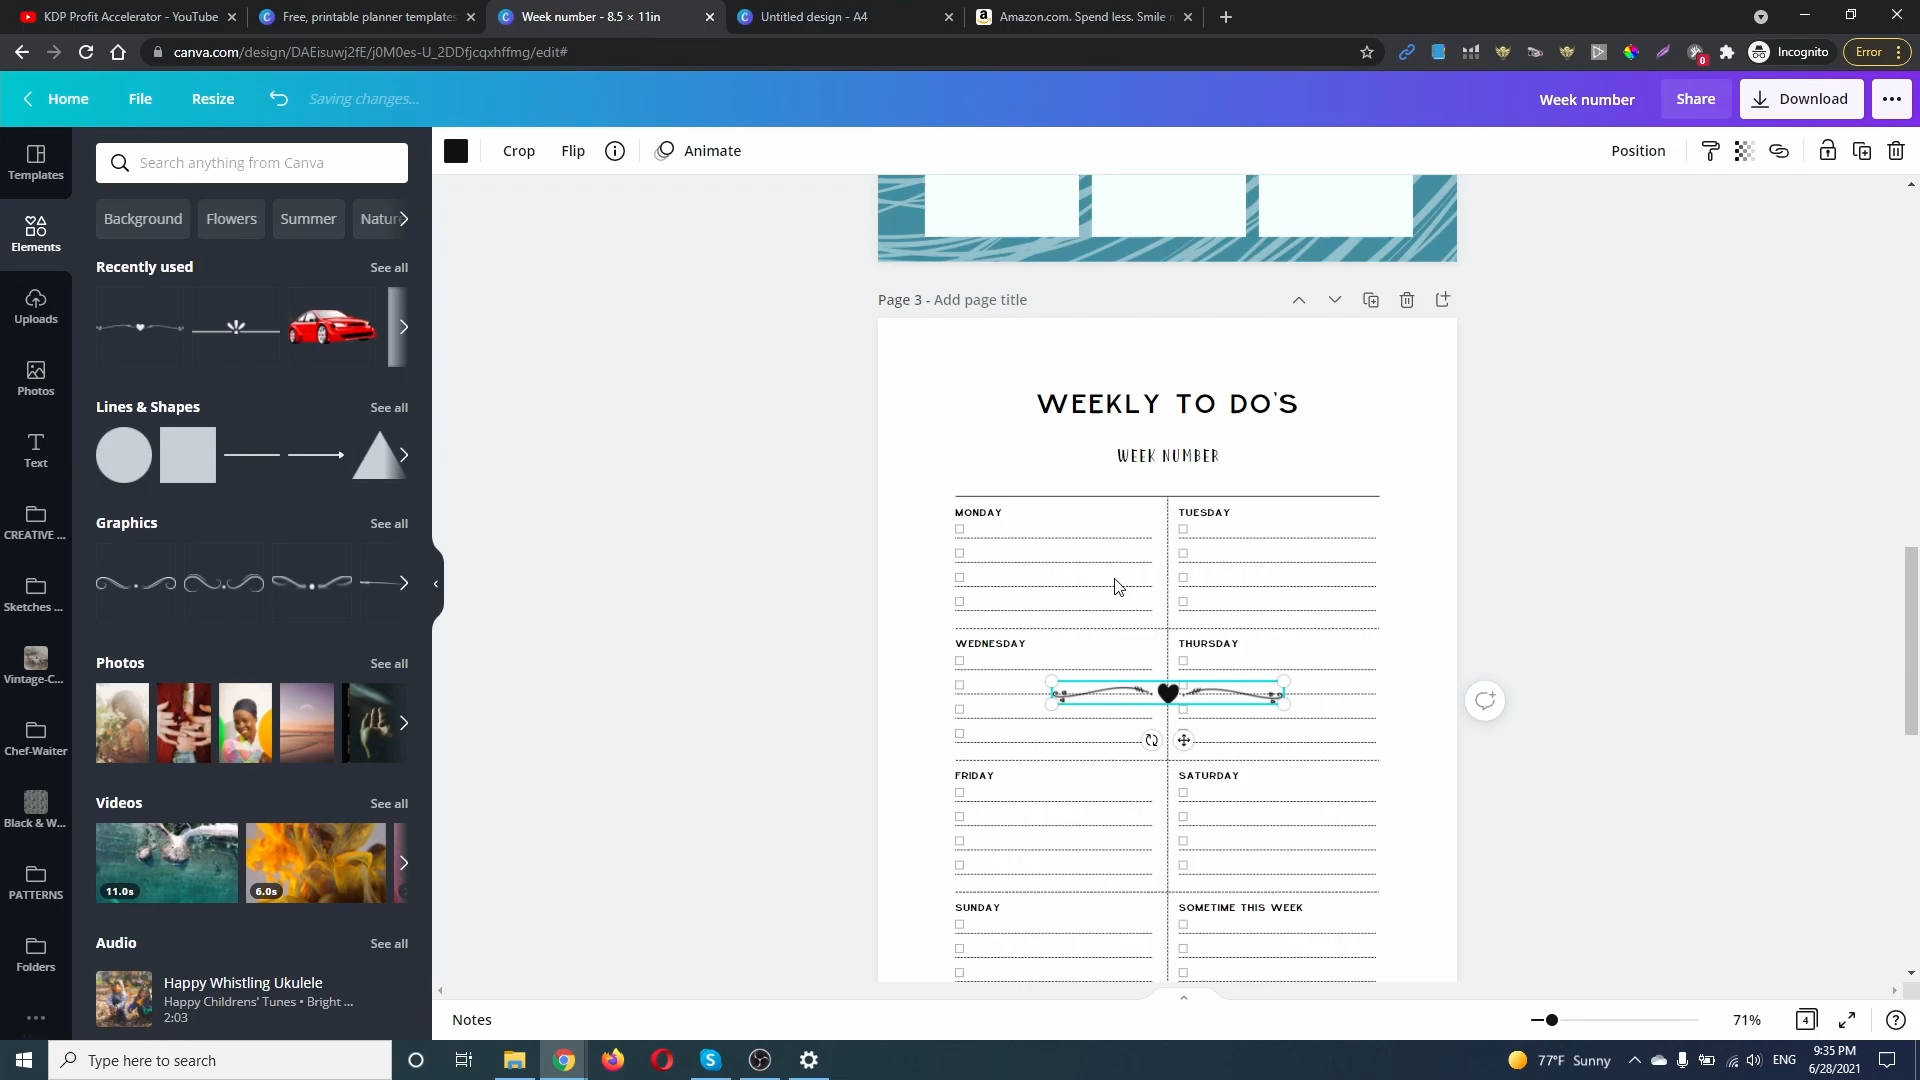 KDP Profit Accelerator - YouTube
Free, printable planner templates
Week number - 8.5 × 11in
Untitled design - A4
Amazon.com. Spend less. Smile
canva.com/design/DAEisuwj2fE/j0M0es-U_2DDfjcqxhffmg/edit#
0
Incognito
Error
Home
File
Resize
Saving changes...
Week number
Share
Download
Search anything from Canva
Crop
Flip
Animate
Position
Templates
Elements
Uploads
Photos
Text
CREATIVE ...
Sketches ...
Vintage-C...
Chef-Waiter
Black & W...
PATTERNS
Folders
Background
Flowers
Summer
Natur
Recently used
See all
Lines & Shapes
See all
Graphics
See all
Photos
See all
Videos
See all
11.0s
6.0s
Audio
See all
Happy Whistling Ukulele
Happy Childrens' Tunes • Bright ...
2:03
Page 3 - Add page title
WEEKLY TO DO'S
WEEK NUMBER
MONDAY
TUESDAY
WEDNESDAY
THURSDAY
FRIDAY
SATURDAY
SUNDAY
SOMETIME THIS WEEK
Notes
71%
4
Type here to search
77°F Sunny
ENG
9:35 PM
6/28/2021